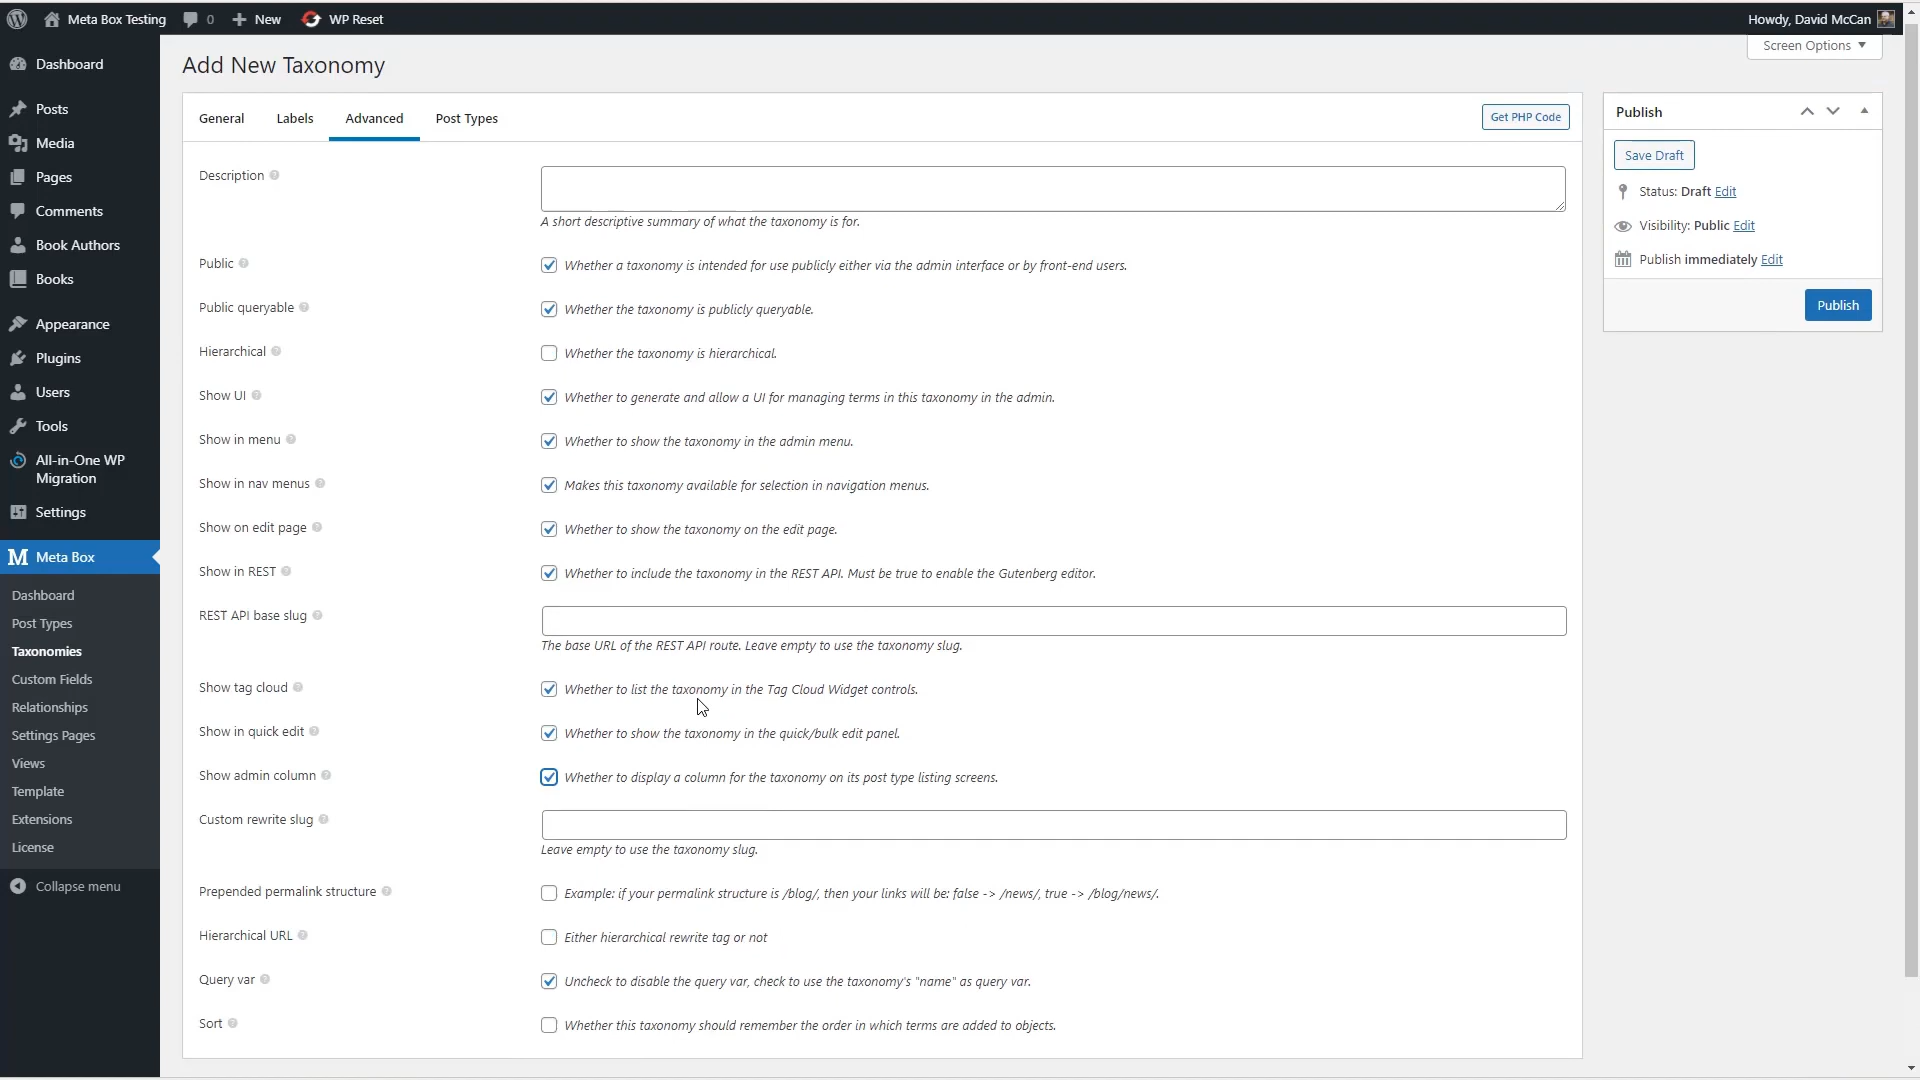 Meta Box Testing
0
New
WP Reset
Howdy, David McCan
Screen Options
Dashboard
Posts
Media
Pages
Comments
Book Authors
Books
Appearance
Plugins
Users
Tools
All-in-One WP
Migration
Settings
M Meta Box
Dashboard
Post Types
Taxonomies
Custom Fields
Relationships
Settings Pages
Views
Template
Extensions
License
Collapse menu
Add New Taxonomy
General
Labels
Advanced
Post Types
Get PHP Code
Description
A short descriptive summary of what the taxonomy is for.
Public
Whether a taxonomy is intended for use publicly either via the admin interface or by front-end users.
Public queryable
Whether the taxonomy is publicly queryable.
Hierarchical
Whether the taxonomy is hierarchical.
Show UI
Whether to generate and allow a UI for managing terms in this taxonomy in the admin.
Show in menu
Whether to show the taxonomy in the admin menu.
Show in nav menus
Makes this taxonomy available for selection in navigation menus.
Show on edit page
Whether to show the taxonomy on the edit page.
Show in REST
Whether to include the taxonomy in the REST API. Must be true to enable the Gutenberg editor.
REST API base slug
The base URL of the REST API route. Leave empty to use the taxonomy slug.
Show tag cloud
Whether to list the taxonomy in the Tag Cloud Widget controls.
Show in quick edit
Whether to show the taxonomy in the quick/bulk edit panel.
Show admin column
Whether to display a column for the taxonomy on its post type listing screens.
Custom rewrite slug
Leave empty to use the taxonomy slug.
Prepended permalink structure
Example: if your permalink structure is /blog/, then your links will be: false -> /news/, true -> /blog/news/.
Hierarchical URL
Either hierarchical rewrite tag or not
Query var
Uncheck to disable the query var, check to use the taxonomy's "name" as query var.
Sort
Whether this taxonomy should remember the order in which terms are added to objects.
Publish
Save Draft
Status: Draft Edit
Visibility: Public Edit
Publish immediately Edit
Publish